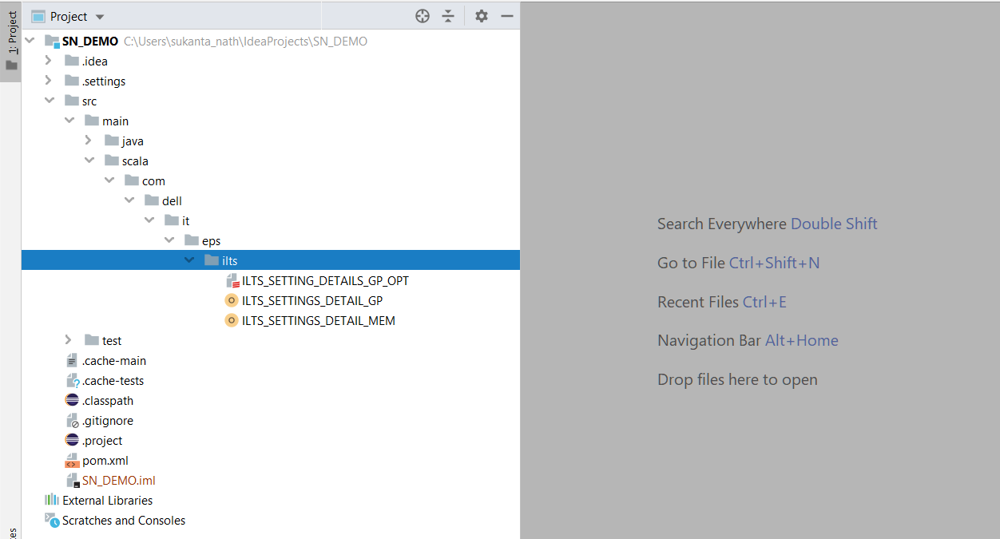 1: Project
Project
SN_DEMO C:\Users\sukanta_nath\IdeaProjects\SN_DEMO
.idea
.settings
src
main
java
scala
com
dell
it
eps
ilts
ILTS_SETTING_DETAILS_GP_OPT
ILTS_SETTINGS_DETAIL_GP
ILTS_SETTINGS_DETAIL_MEM
test
.cache-main
.cache-tests
.classpath
.gitignore
.project
pom.xml
SN_DEMO.iml
External Libraries
Scratches and Consoles
Search Everywhere Double Shift
Go to File Ctrl+Shift+N
Recent Files Ctrl+E
Navigation Bar Alt+Home
Drop files here to open